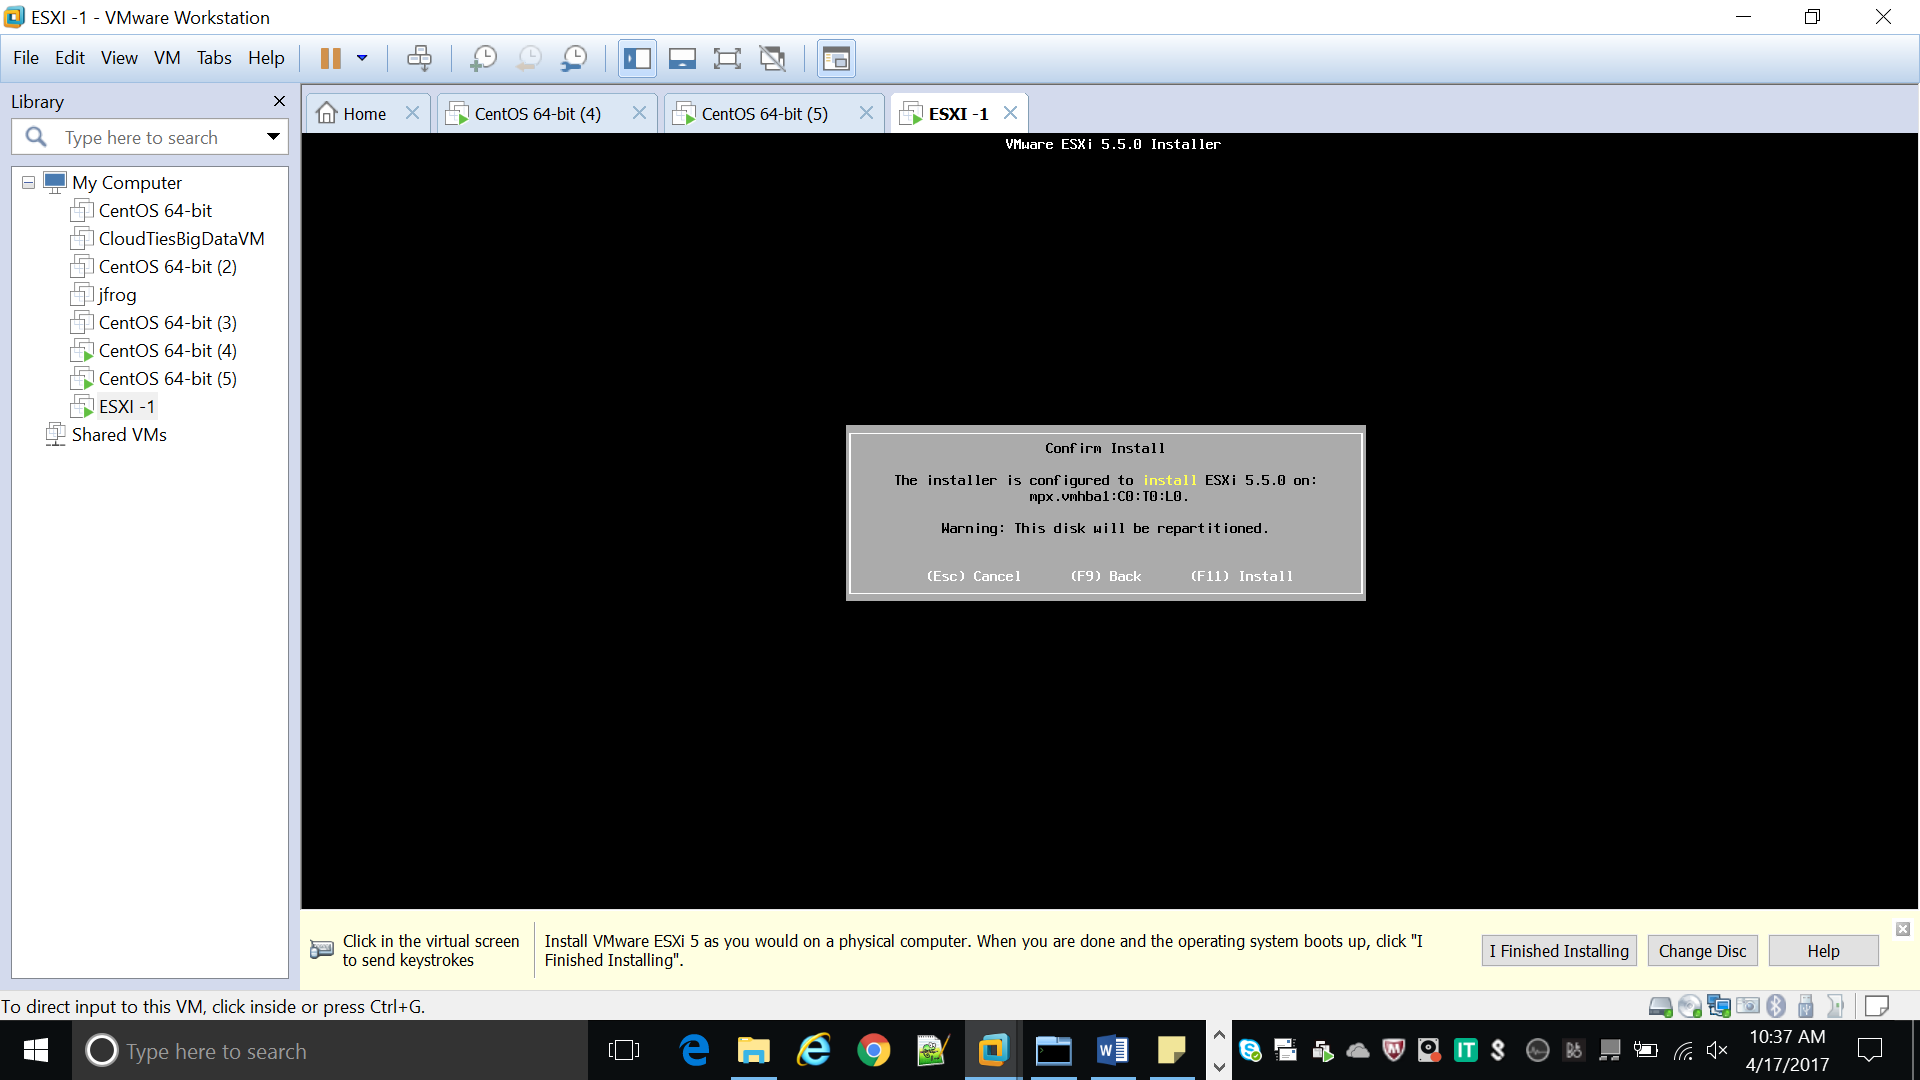 ESXI -1 - VMware Workstation
File Edit View VM Tabs Help
Library
Type here to search
My Computer
CentOS 64-bit
CloudTiesBigDataVM
CentOS 64-bit (2)
jfrog
CentOS 64-bit (3)
CentOS 64-bit (4)
CentOS 64-bit (5)
ESXI -1
Shared VMs
Home
CentOS 64-bit (4)
CentOS 64-bit (5)
ESXI -1
VMware ESXi 5.5.0 Installer
Confirm Install
The installer is configured to install ESXi 5.5.0 on:
mpx.vmhba1:C0:T0:L0.
Warning: This disk will be repartitioned.
(Esc) Cancel (F9) Back (F11) Install
Click in the virtual screen
to send keystrokes
Install VMware ESXi 5 as you would on a physical computer. When you are done and the operating system boots up, click "I
Finished Installing".
I Finished Installing
Change Disc
Help
To direct input to this VM, click inside or press Ctrl+G.
Type here to search
IT
10:37 AM
4/17/2017